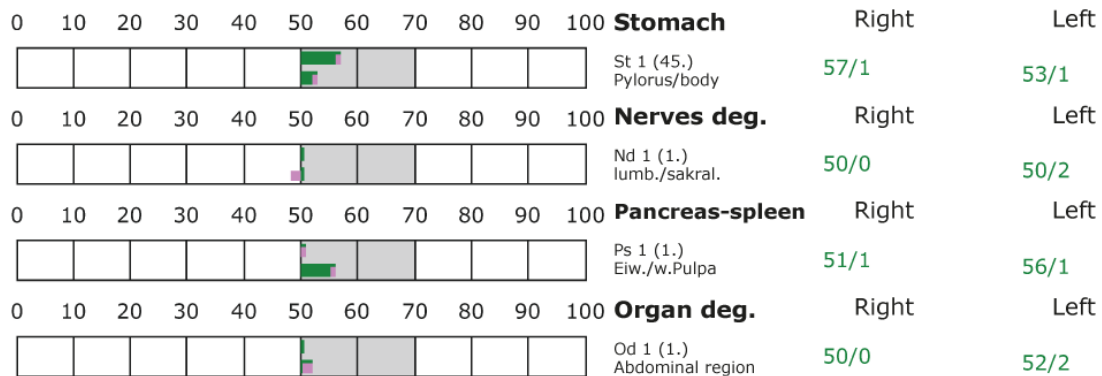 0 10 20 30 40 50 60 70 80 90 100 Stomach Right Left
St 1 (45.) 57/1 53/1
Pylorus/body
0 10 20 30 40 50 60 70 80 90 100 Nerves deg. Right Left
Nd 1 (1.) 50/0 50/2
lumb./sakral.
0 10 20 30 40 50 60 70 80 90 100 Pancreas-spleen Right Left
Ps 1 (1.) 51/1 56/1
Eiw./w.Pulpa
0 10 20 30 40 50 60 70 80 90 100 Organ deg. Right Left
Od 1 (1.) 50/0 52/2
Abdominal region